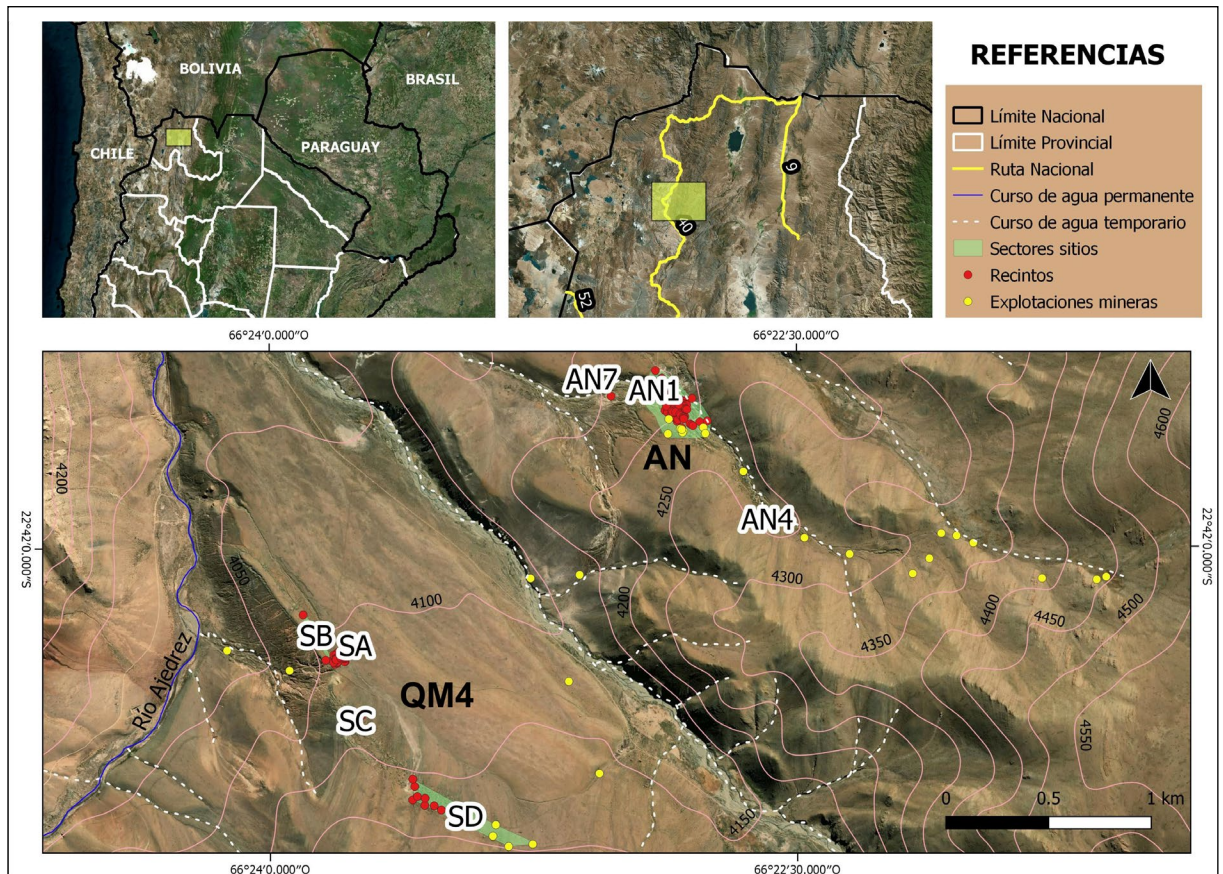 BOLIVIA
BRASIL
CHILE
PARAGUAY
9
40
52
REFERENCIAS
Límite Nacional
Límite Provincial
Ruta Nacional
Curso de agua permanente
Curso de agua temporario
Sectores sitios
Recintos
Explotaciones mineras
66°24′0.000″O
66°22′30.000″O
AN7
AN1
4600
AN
4200
4250
AN4
22°42′0.000″S
22°42′0.000″S
4050
4100
4200
4300
4350
4400
4450
4500
SB
SA
Río Ajedrez
QM4
SC
4550
SD
4150
0
0.5
1 km
66°24′0.000″O
66°22′30.000″O